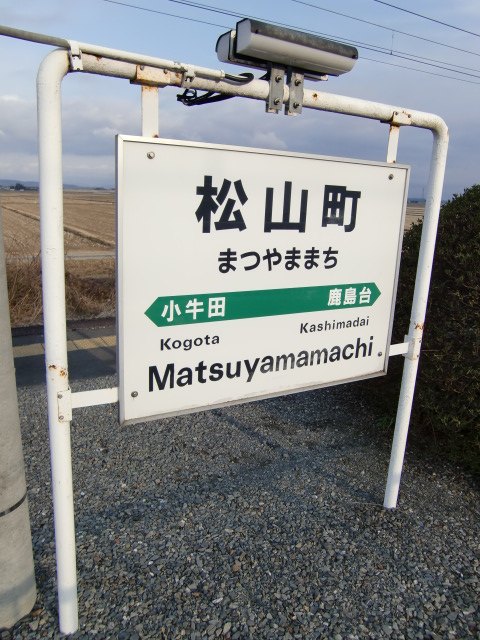 松山町
まつやままち
小牛田 鹿島台
Kogota Kashimadai
Matsuyamamachi